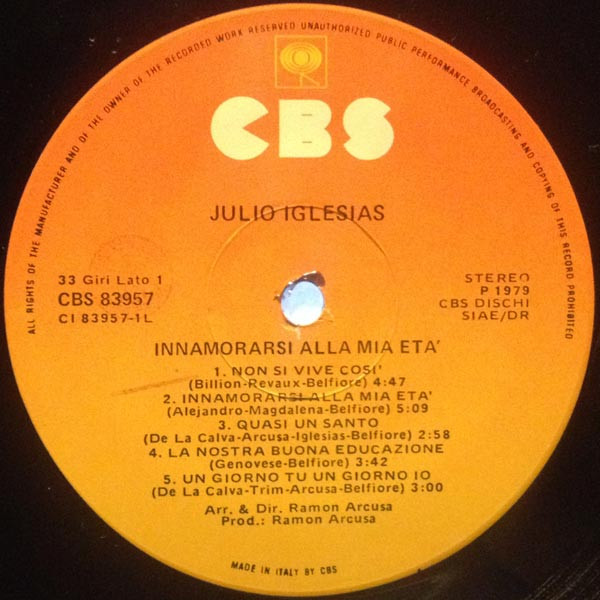 ALL RIGHTS OF THE MANUFACTURER AND OF THE OWNER OF THE RECORDED WORK RESERVED UNAUTHORIZED PUBLIC PERFORMANCE BROADCASTING AND COPYING OF THIS RECORD PROHIBITED
CBS
JULIO IGLESIAS
33 Giri Lato 1
CBS 83957
CI 83957-1L
STEREO
P 1979
CBS DISCHI
SIAE/DR
INNAMORARSI ALLA MIA ETA'
1. NON SI VIVE COSI'
(Billion-Revaux-Belfiore) 4:47
2. INNAMORARSI ALLA MIA ETA'
(Alejandro-Magdalena-Belfiore) 5:09
3. QUASI UN SANTO
(De La Calva-Arcusa-Iglesias-Belfiore) 2:58
4. LA NOSTRA BUONA EDUCAZIONE
(Genovese-Belfiore) 3:42
5. UN GIORNO TU UN GIORNO IO
(De La Calva-Trim-Arcusa-Belfiore) 3:00
Arr. & Dir. Ramon Arcusa
Prod.: Ramon Arcusa
MADE IN ITALY BY CBS